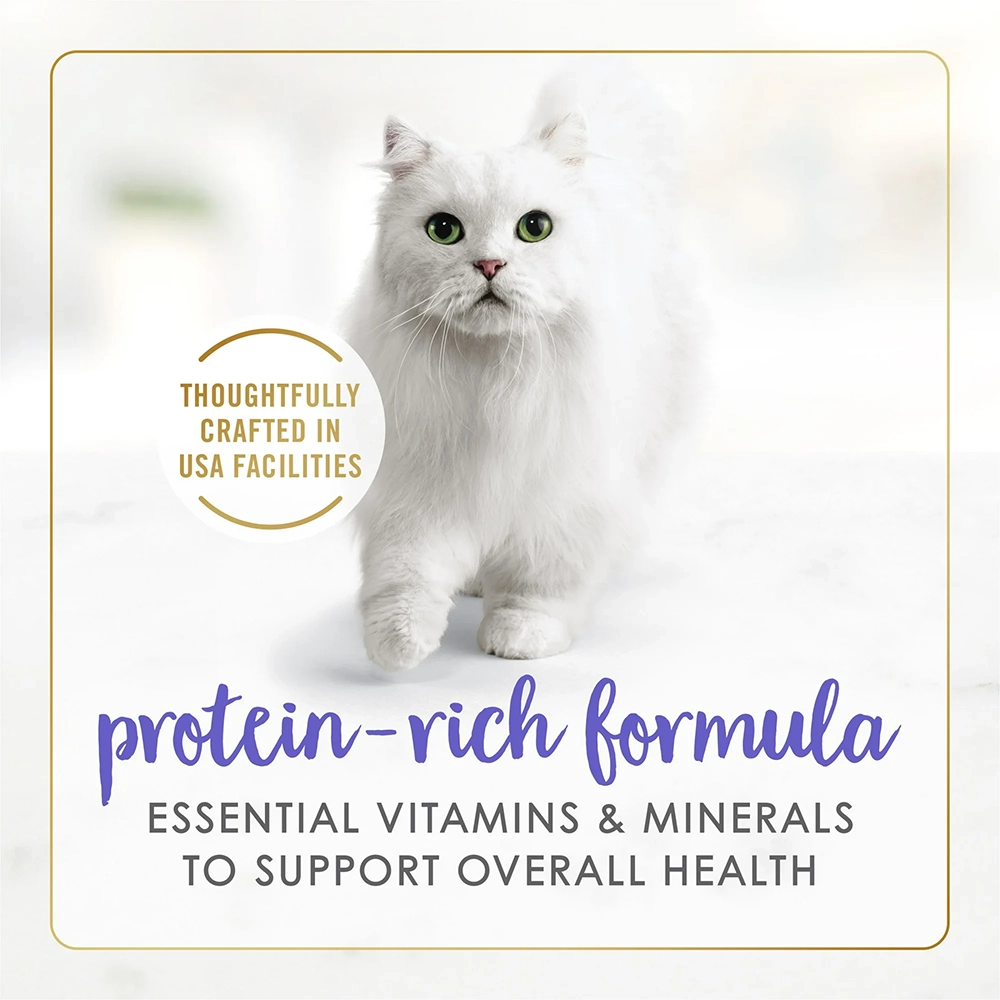 THOUGHTFULLY
CRAFTED IN
USA FACILITIES
protein-rich formula
ESSENTIAL VITAMINS & MINERALS
TO SUPPORT OVERALL HEALTH